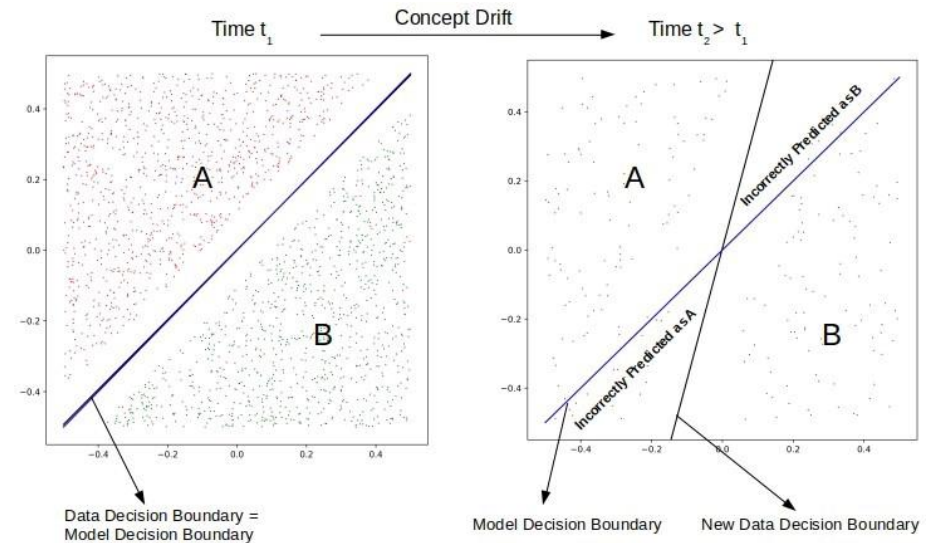 Concept Drift
Time t1
Time t2 > t1
0.4
0.2
0.0
−0.2
−0.4
−0.4
−0.2
0.0
0.2
0.4
A
B
Data Decision Boundary =
Model Decision Boundary
0.4
0.2
0.0
−0.2
−0.4
−0.4
−0.2
0.0
0.2
0.4
A
B
Incorrectly Predicted as B
Incorrectly Predicted as A
Model Decision Boundary
New Data Decision Boundary